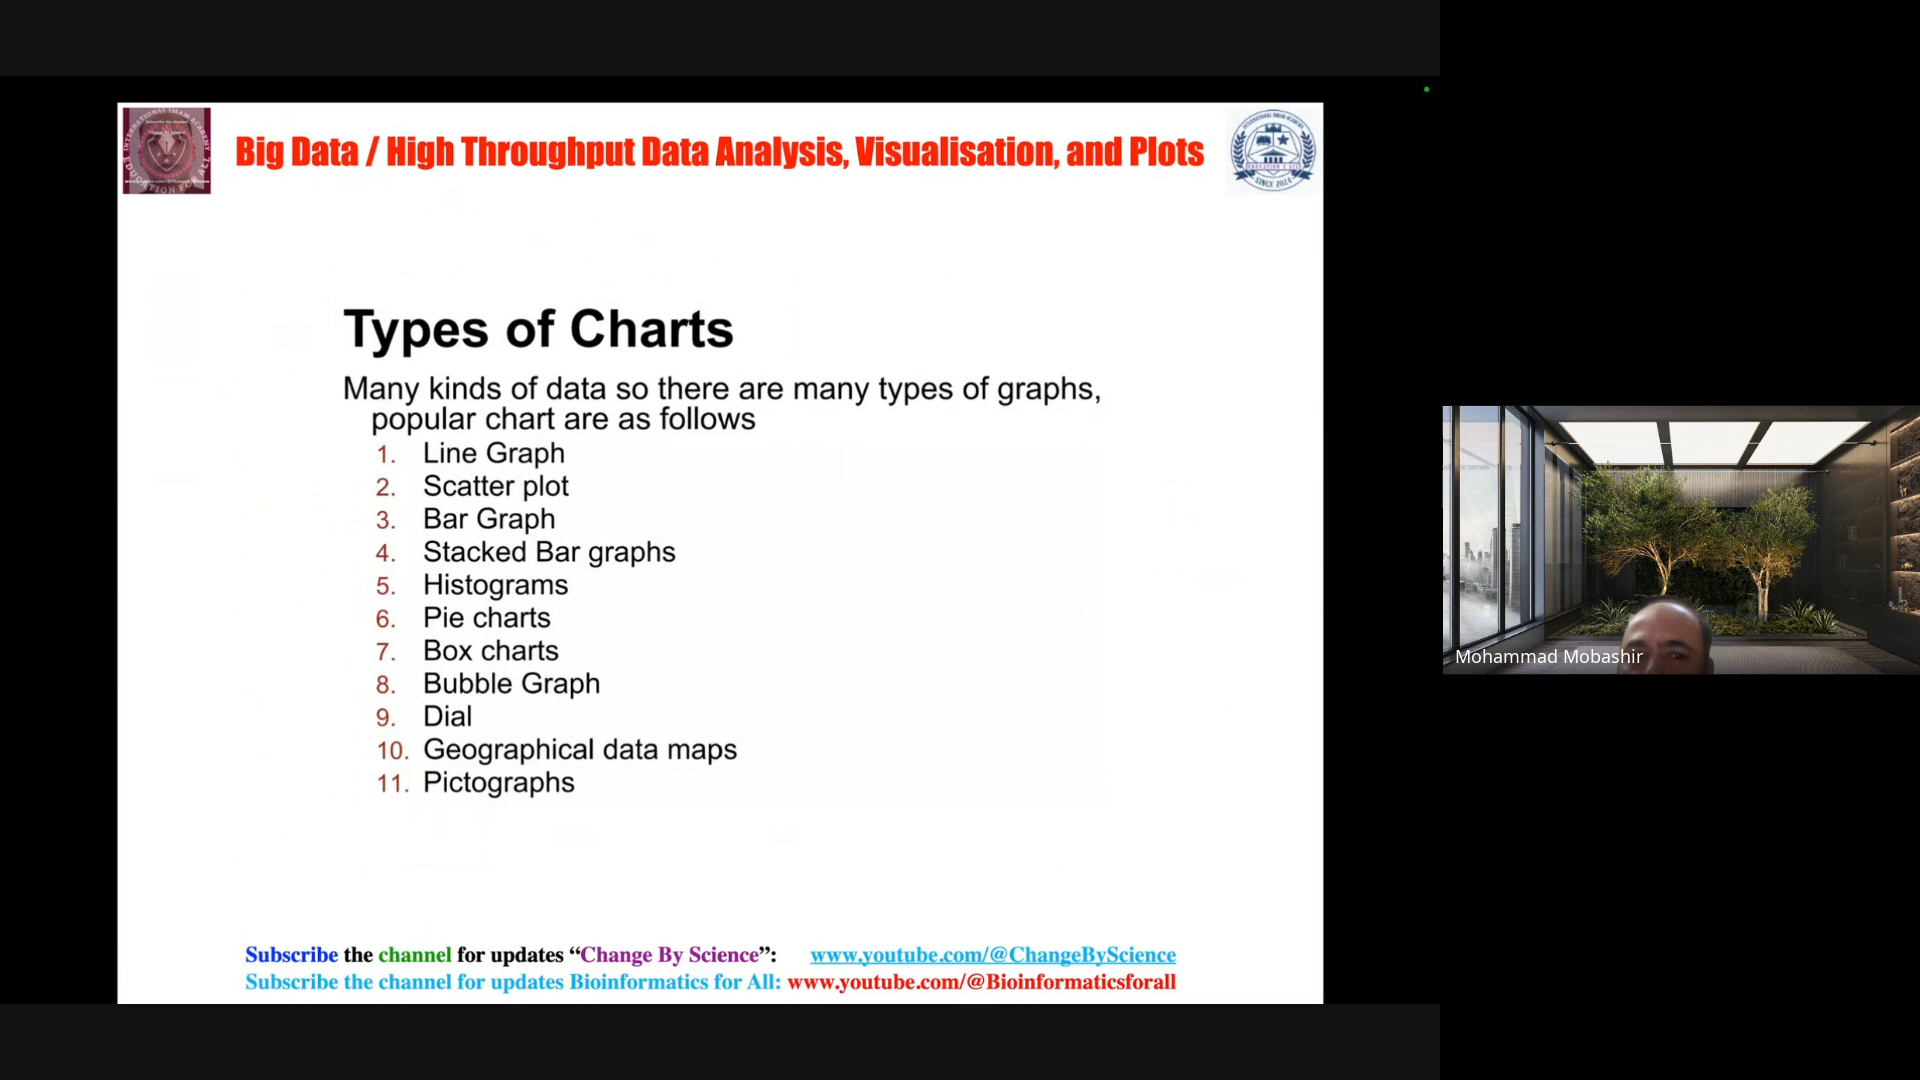 Big Data / High Throughput Data Analysis, Visualisation, and Plots
Types of Charts
Many kinds of data so there are many types of graphs,
popular chart are as follows
1. Line Graph
2. Scatter plot
3. Bar Graph
4. Stacked Bar graphs
5. Histograms
6. Pie charts
7. Box charts
8. Bubble Graph
9. Dial
10. Geographical data maps
11. Pictographs
Subscribe the channel for updates “Change By Science”: www.youtube.com/@ChangeByScience
Subscribe the channel for updates Bioinformatics for All: www.youtube.com/@Bioinformaticsforall
Mohammad Mobashir